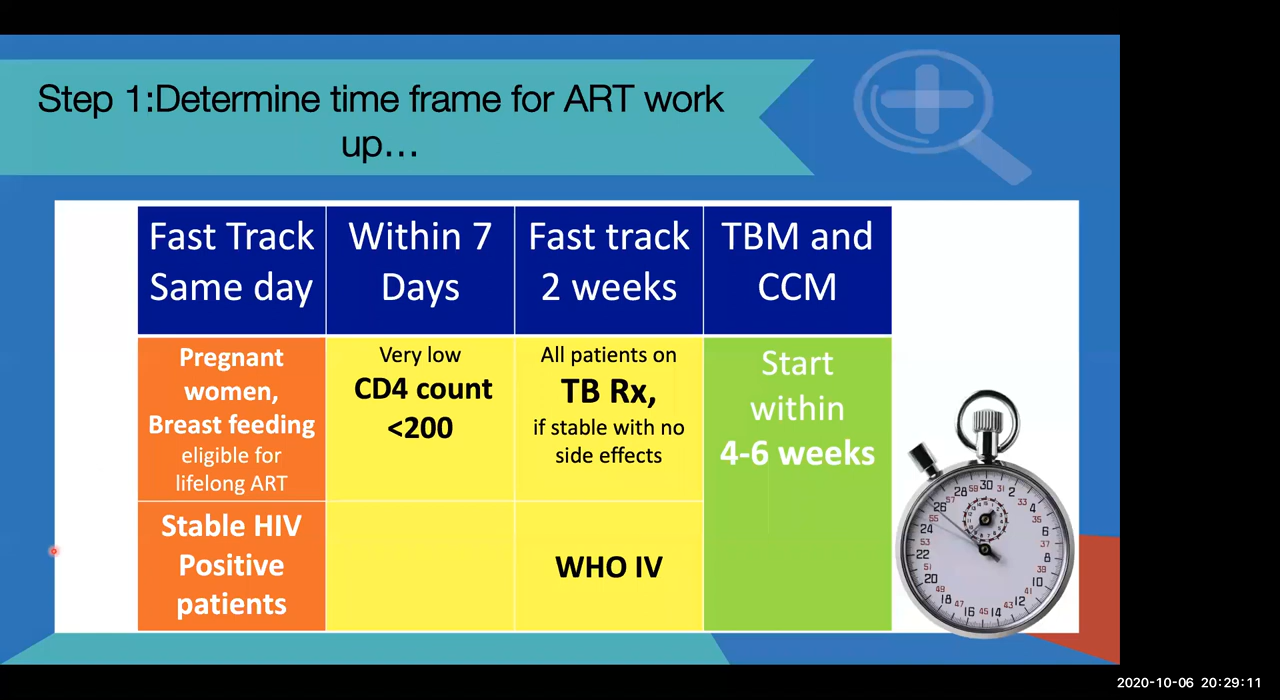 Step 1:Determine time frame for ART work
up...
Fast Track
Same day
Within 7
Days
Fast track
2 weeks
TBM and
CCM
Pregnant
women,
Breast feeding
eligible for
lifelong ART
Very low
CD4 count
<200
All patients on
TB Rx,
if stable with no
side effects
Start
within
4-6 weeks
Stable HIV
Positive
patients
WHO IV
2020-10-06 20:29:11